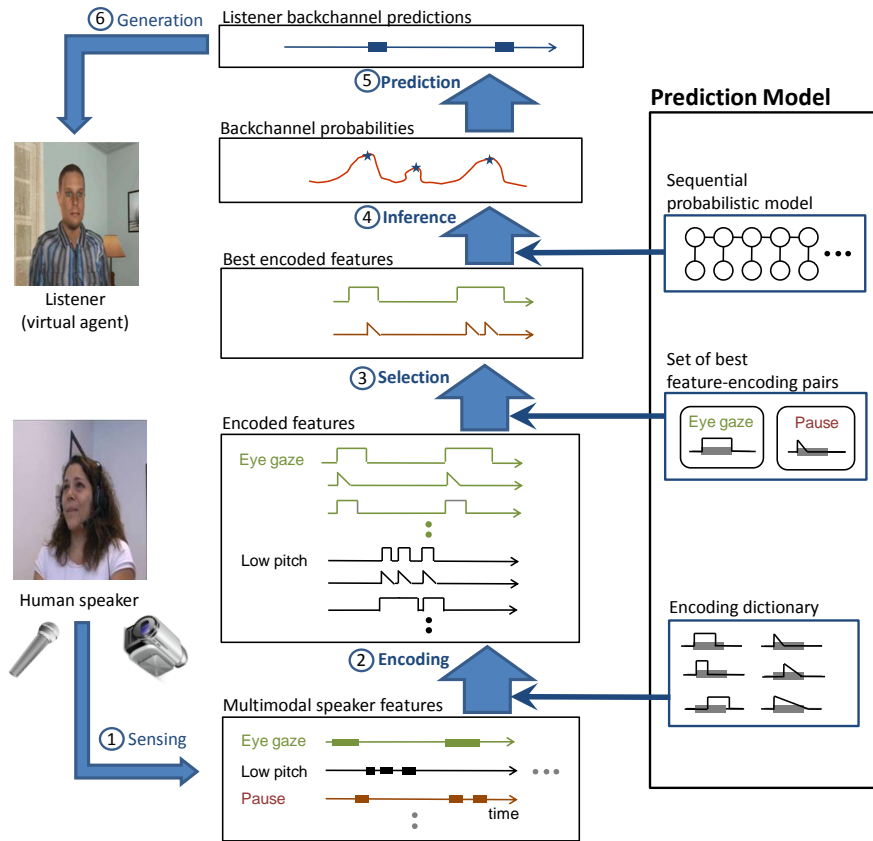 6 Generation
Listener backchannel predictions
5 Prediction
Prediction Model
Backchannel probabilities
Sequential
probabilistic model
4 Inference
Best encoded features
Listener
(virtual agent)
3 Selection
Set of best
feature-encoding pairs
Eye gaze
Pause
Encoded features
Eye gaze
Low pitch
Human speaker
Encoding dictionary
2 Encoding
Multimodal speaker features
1 Sensing
Eye gaze
Low pitch
Pause
time